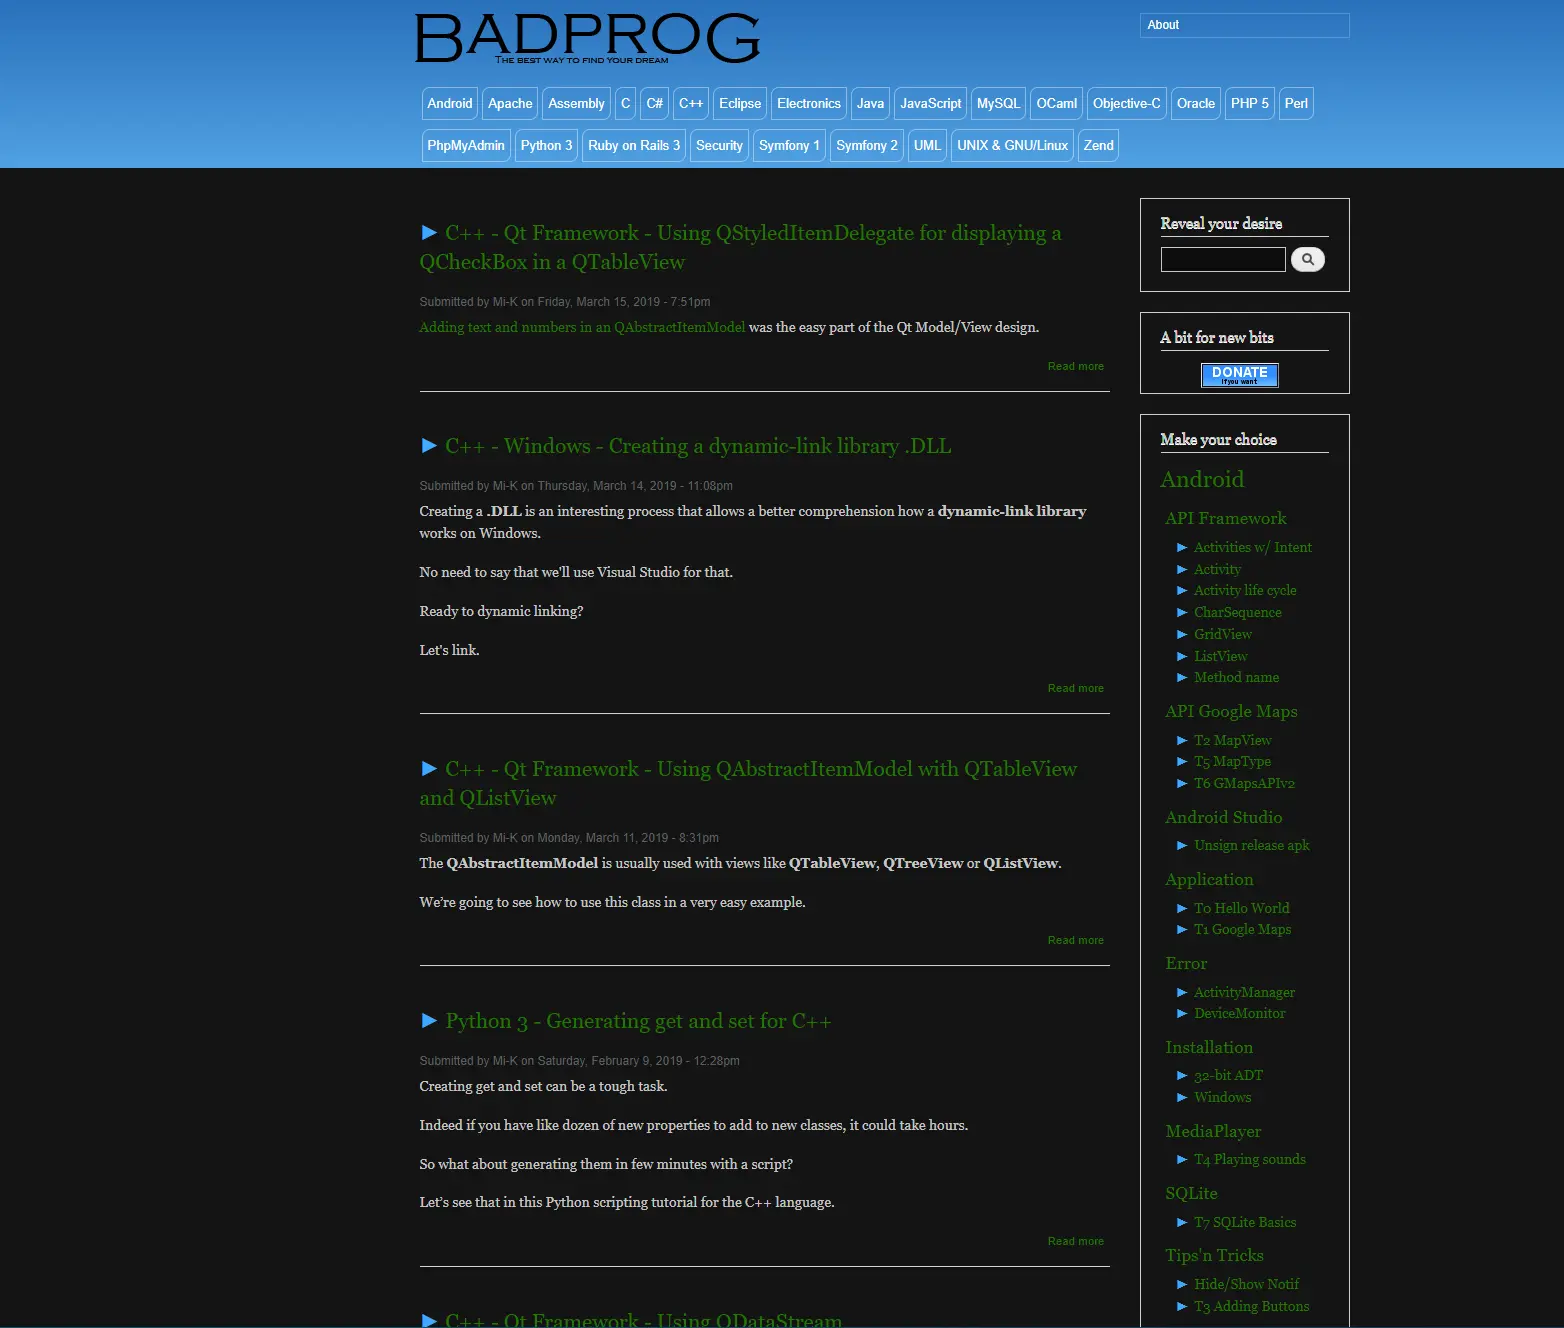 BADPROG
THE BEST WAY TO FIND YOUR DREAM
About
Android Apache Assembly C C# C++ Eclipse Electronics Java JavaScript MySQL OCaml Objective-C Oracle PHP 5 Perl
PhpMyAdmin Python 3 Ruby on Rails 3 Security Symfony 1 Symfony 2 UML UNIX & GNU/Linux Zend
C++ - Qt Framework - Using QStyledItemDelegate for displaying a
QCheckBox in a QTableView
Submitted by Mi-K on Friday, March 15, 2019 - 7:51pm
Adding text and numbers in an QAbstractItemModel was the easy part of the Qt Model/View design.
Read more
C++ - Windows - Creating a dynamic-link library .DLL
Submitted by Mi-K on Thursday, March 14, 2019 - 11:08pm
Creating a .DLL is an interesting process that allows a better comprehension how a dynamic-link library
works on Windows.
No need to say that we'll use Visual Studio for that.
Ready to dynamic linking?
Let's link.
Read more
C++ - Qt Framework - Using QAbstractItemModel with QTableView
and QListView
Submitted by Mi-K on Monday, March 11, 2019 - 8:31pm
The QAbstractItemModel is usually used with views like QTableView, QTreeView or QListView.
We’re going to see how to use this class in a very easy example.
Read more
Python 3 - Generating get and set for C++
Submitted by Mi-K on Saturday, February 9, 2019 - 12:28pm
Creating get and set can be a tough task.
Indeed if you have like dozen of new properties to add to new classes, it could take hours.
So what about generating them in few minutes with a script?
Let’s see that in this Python scripting tutorial for the C++ language.
Read more
C++ - Qt Framework - Using QDataStream
Reveal your desire
A bit for new bits
DONATE
if you want
Make your choice
Android
API Framework
Activities w/ Intent
Activity
Activity life cycle
CharSequence
GridView
ListView
Method name
API Google Maps
T2 MapView
T5 MapType
T6 GMapsAPIv2
Android Studio
Unsign release apk
Application
T0 Hello World
T1 Google Maps
Error
ActivityManager
DeviceMonitor
Installation
32-bit ADT
Windows
MediaPlayer
T4 Playing sounds
SQLite
T7 SQLite Basics
Tips'n Tricks
Hide/Show Notif
T3 Adding Buttons